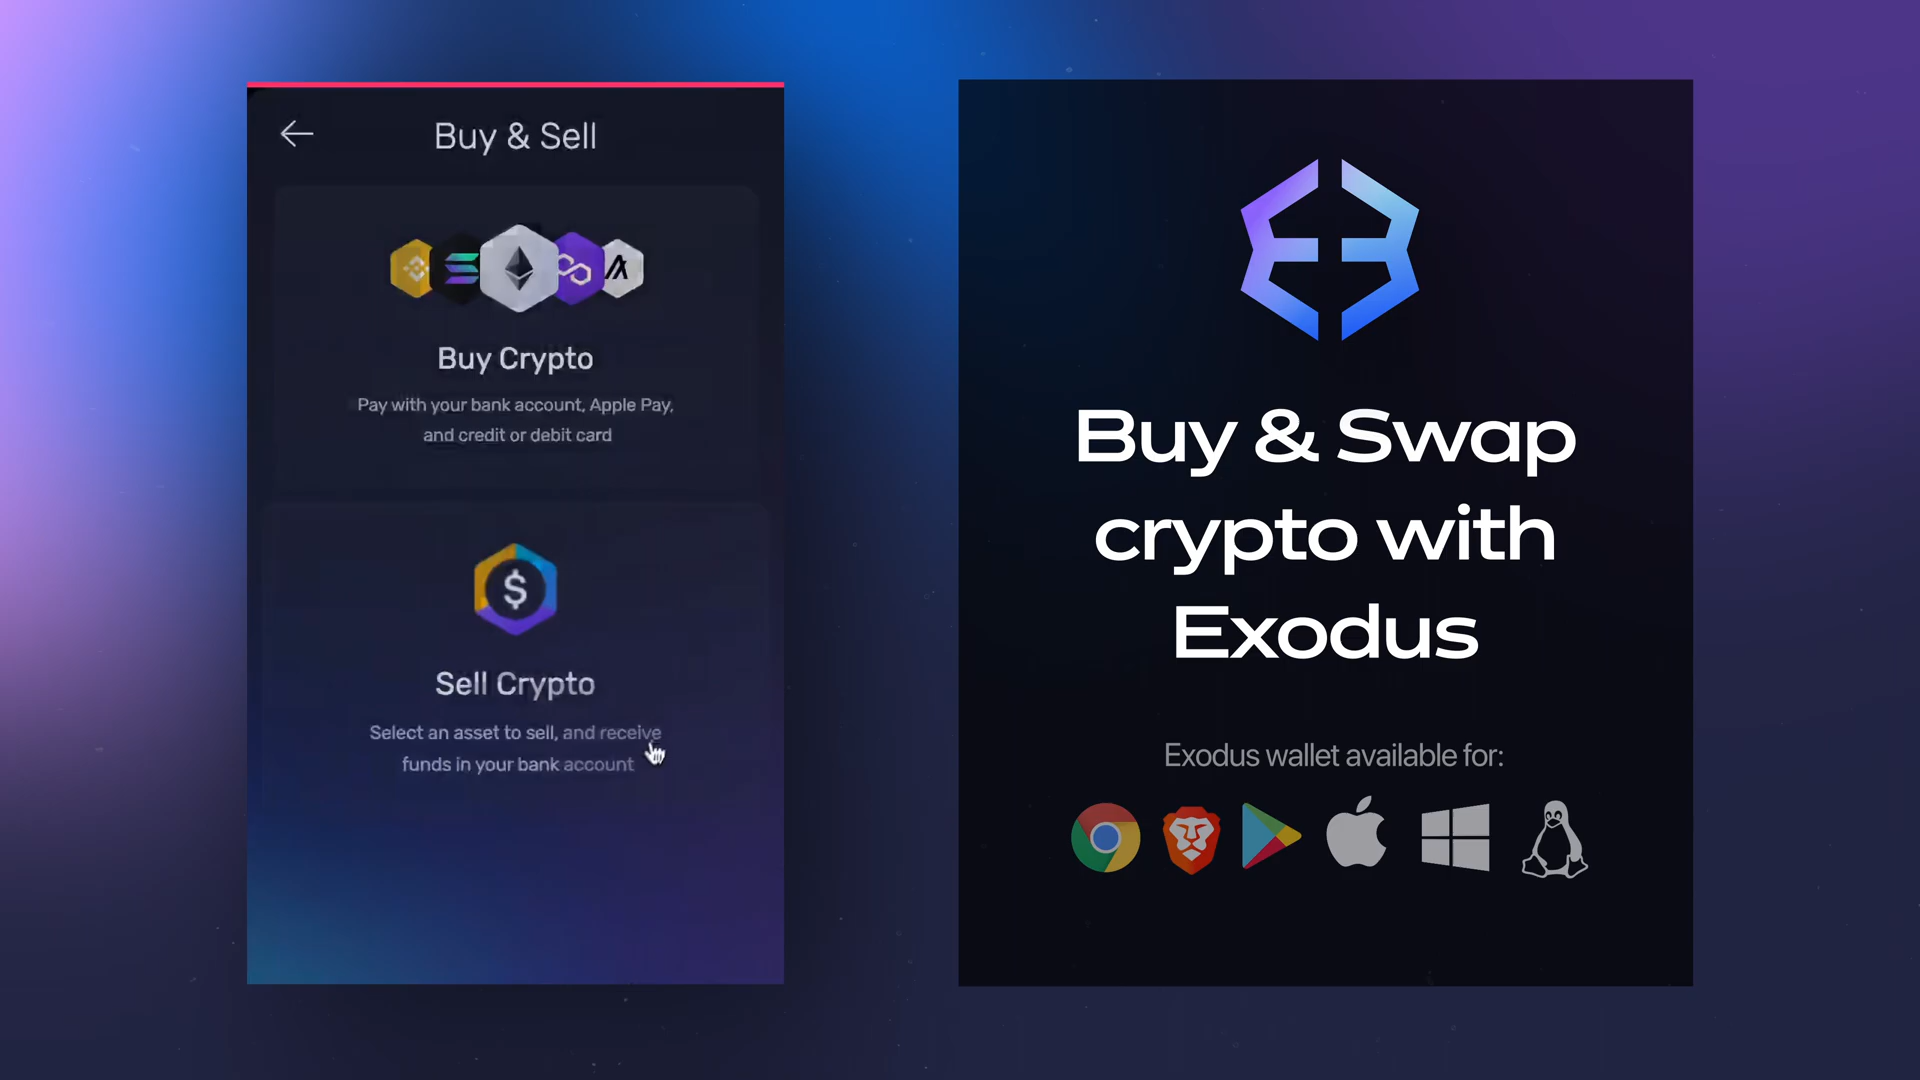 Buy & Sell
Buy Crypto
Pay with your bank account, Apple Pay,
and credit or debit card
$
Sell Crypto
Select an asset to sell, and receive
funds in your bank account
Buy & Swap
crypto with
Exodus
Exodus wallet available for: